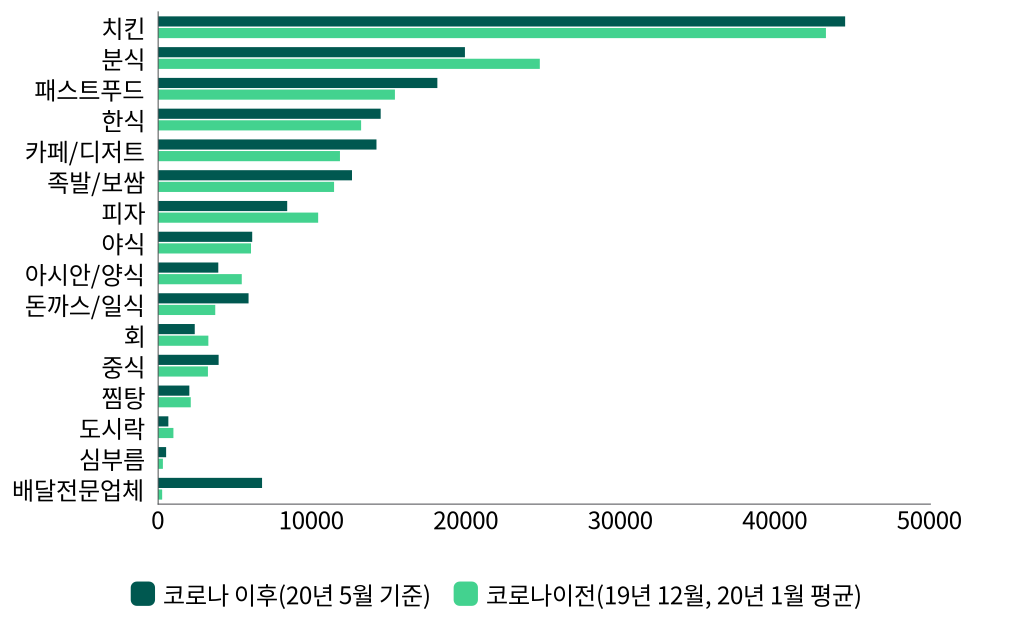 치킨
분식
패스트푸드
한식
카페/디저트
족발/보쌈
피자
야식
아시안/양식
돈까스/일식
회
중식
찜탕
도시락
심부름
배달전문업체
0 10000 20000 30000 40000 50000
코로나 이후(20년 5월 기준) 코로나이전(19년 12월, 20년 1월 평균)